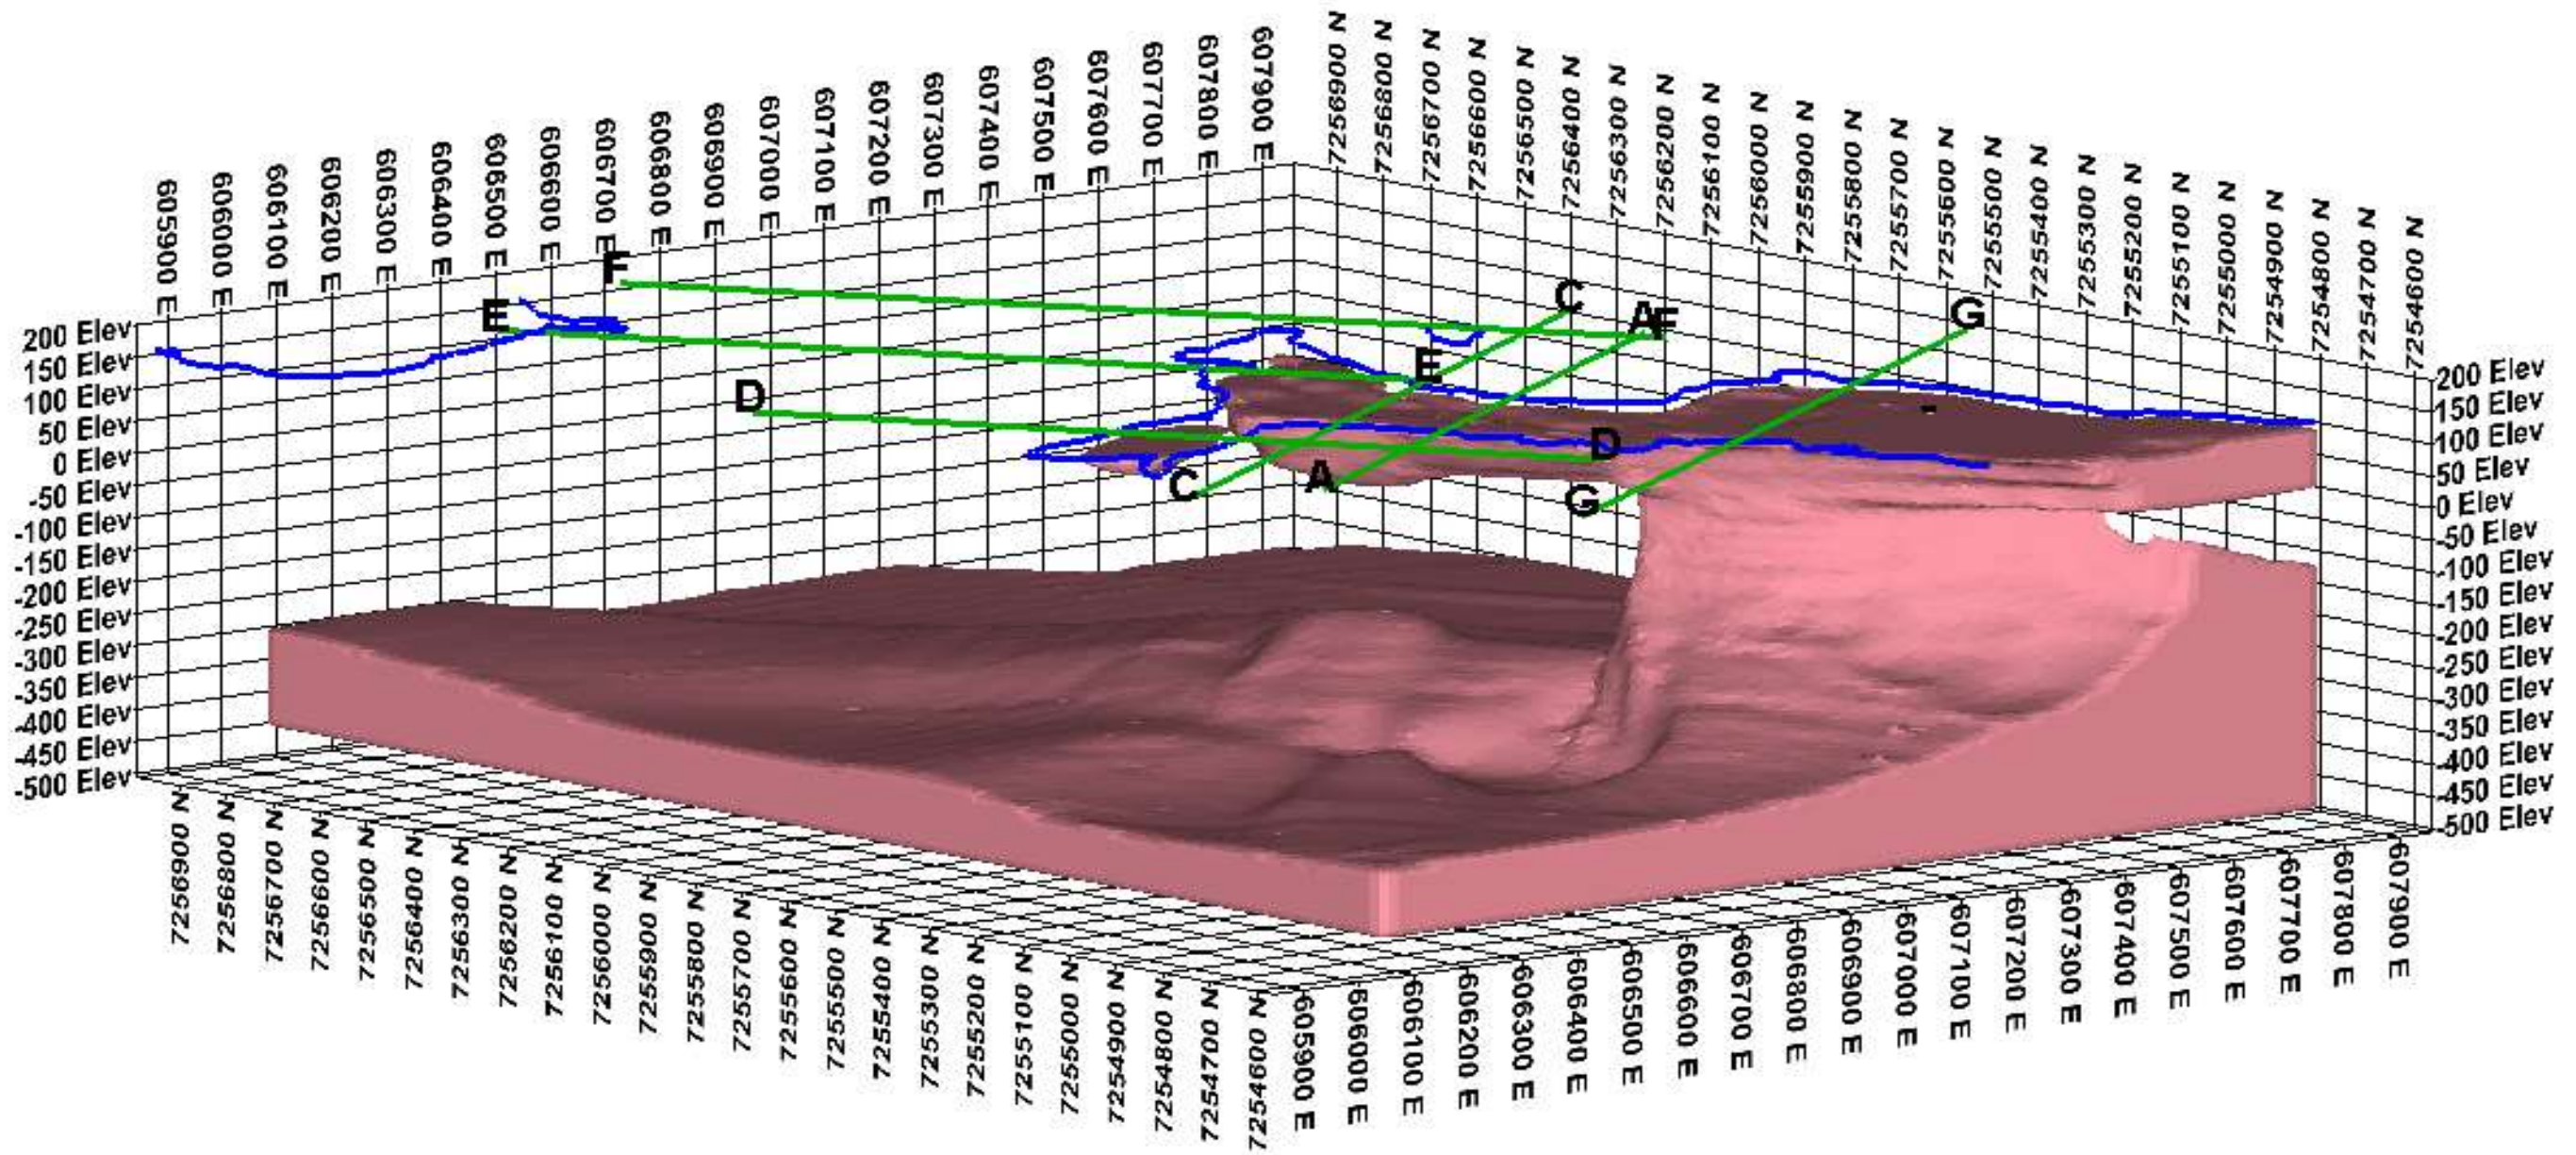 605900 E
606000 E
606100 E
606200 E
606300 E
606400 E
606500 E
606600 E
606700 E
606800 E
606900 E
607000 E
607100 E
607200 E
607300 E
607400 E
607500 E
607600 E
607700 E
607800 E
607900 E
7256900 N
7256800 N
7256700 N
7256600 N
7256500 N
7256400 N
7256300 N
7256200 N
7256100 N
7256000 N
7255900 N
7255800 N
7255700 N
7255600 N
7255500 N
7255400 N
7255300 N
7255200 N
7255100 N
7255000 N
7254900 N
7254800 N
7254700 N
7254600 N
F
E
D
C
A
F
G
E
D
C
A
G
200 Elev
150 Elev
100 Elev
50 Elev
0 Elev
-50 Elev
-100 Elev
-150 Elev
-200 Elev
-250 Elev
-300 Elev
-350 Elev
-400 Elev
-450 Elev
-500 Elev
200 Elev
150 Elev
100 Elev
50 Elev
0 Elev
-50 Elev
-100 Elev
-150 Elev
-200 Elev
-250 Elev
-300 Elev
-350 Elev
-400 Elev
-450 Elev
-500 Elev
7256900 N
7256800 N
7256700 N
7256600 N
7256500 N
7256400 N
7256300 N
7256200 N
7256100 N
7256000 N
7255900 N
7255800 N
7255700 N
7255600 N
7255500 N
7255400 N
7255300 N
7255200 N
7255100 N
7255000 N
7254900 N
7254800 N
7254700 N
7254600 N
605900 E
606000 E
606100 E
606200 E
606300 E
606400 E
606500 E
606600 E
606700 E
606800 E
606900 E
607000 E
607100 E
607200 E
607300 E
607400 E
607500 E
607600 E
607700 E
607800 E
607900 E